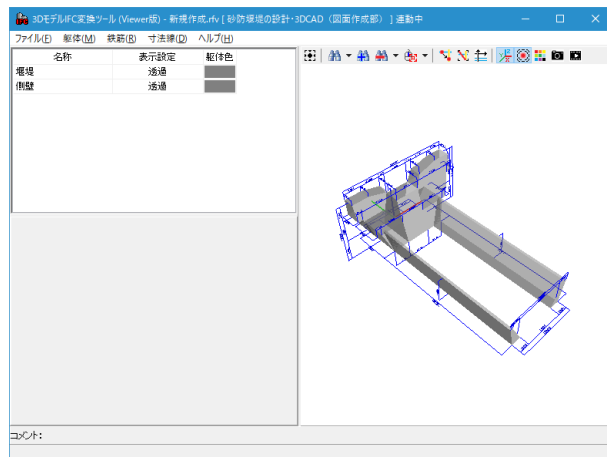 3DモデルIFC変換ツール (Viewer版) - 新規作成.rfv [ 砂防堰堤の設計・3DCAD（図面作成部）] 連動中
ファイル(F) 躯体(M) 鉄筋(R) 寸法線(D) ヘルプ(H)
名称 表示設定 躯体色
堰堤 透過
側壁 透過
コメント: